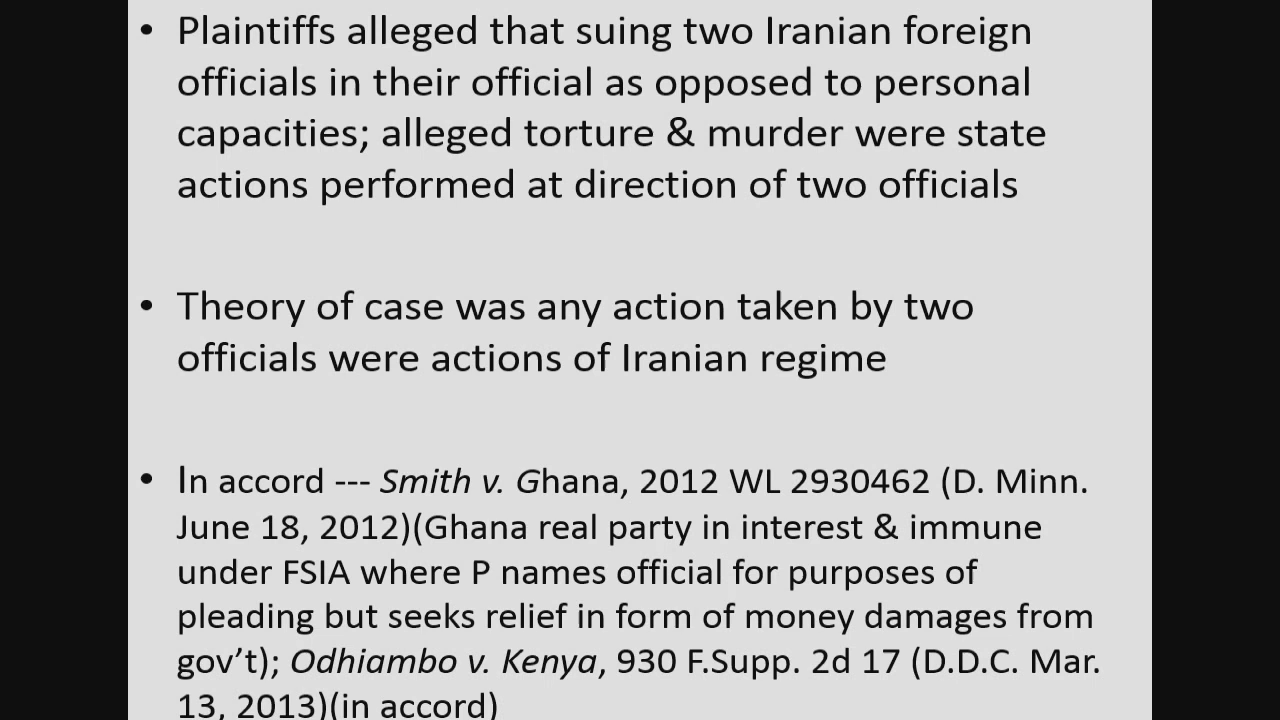 • Plaintiffs alleged that suing two Iranian foreign
officials in their official as opposed to personal
capacities; alleged torture & murder were state
actions performed at direction of two officials
• Theory of case was any action taken by two
officials were actions of Iranian regime
• In accord --- Smith v. Ghana, 2012 WL 2930462 (D. Minn.
June 18, 2012)(Ghana real party in interest & immune
under FSIA where P names official for purposes of
pleading but seeks relief in form of money damages from
gov’t); Odhiambo v. Kenya, 930 F.Supp. 2d 17 (D.D.C. Mar.
13, 2013)(in accord)